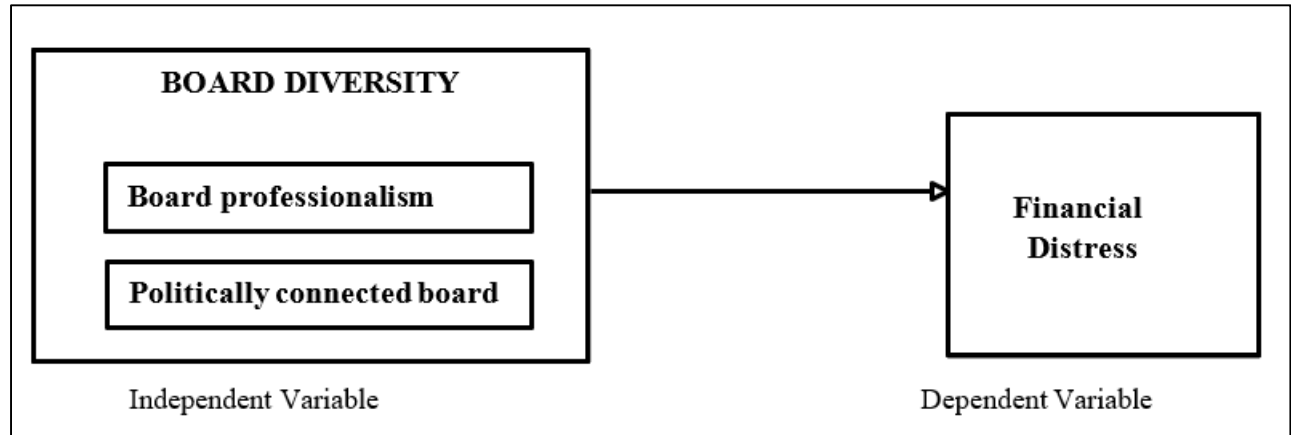 BOARD DIVERSITY
Board professionalism
Politically connected board
Financial
Distress
Independent Variable
Dependent Variable